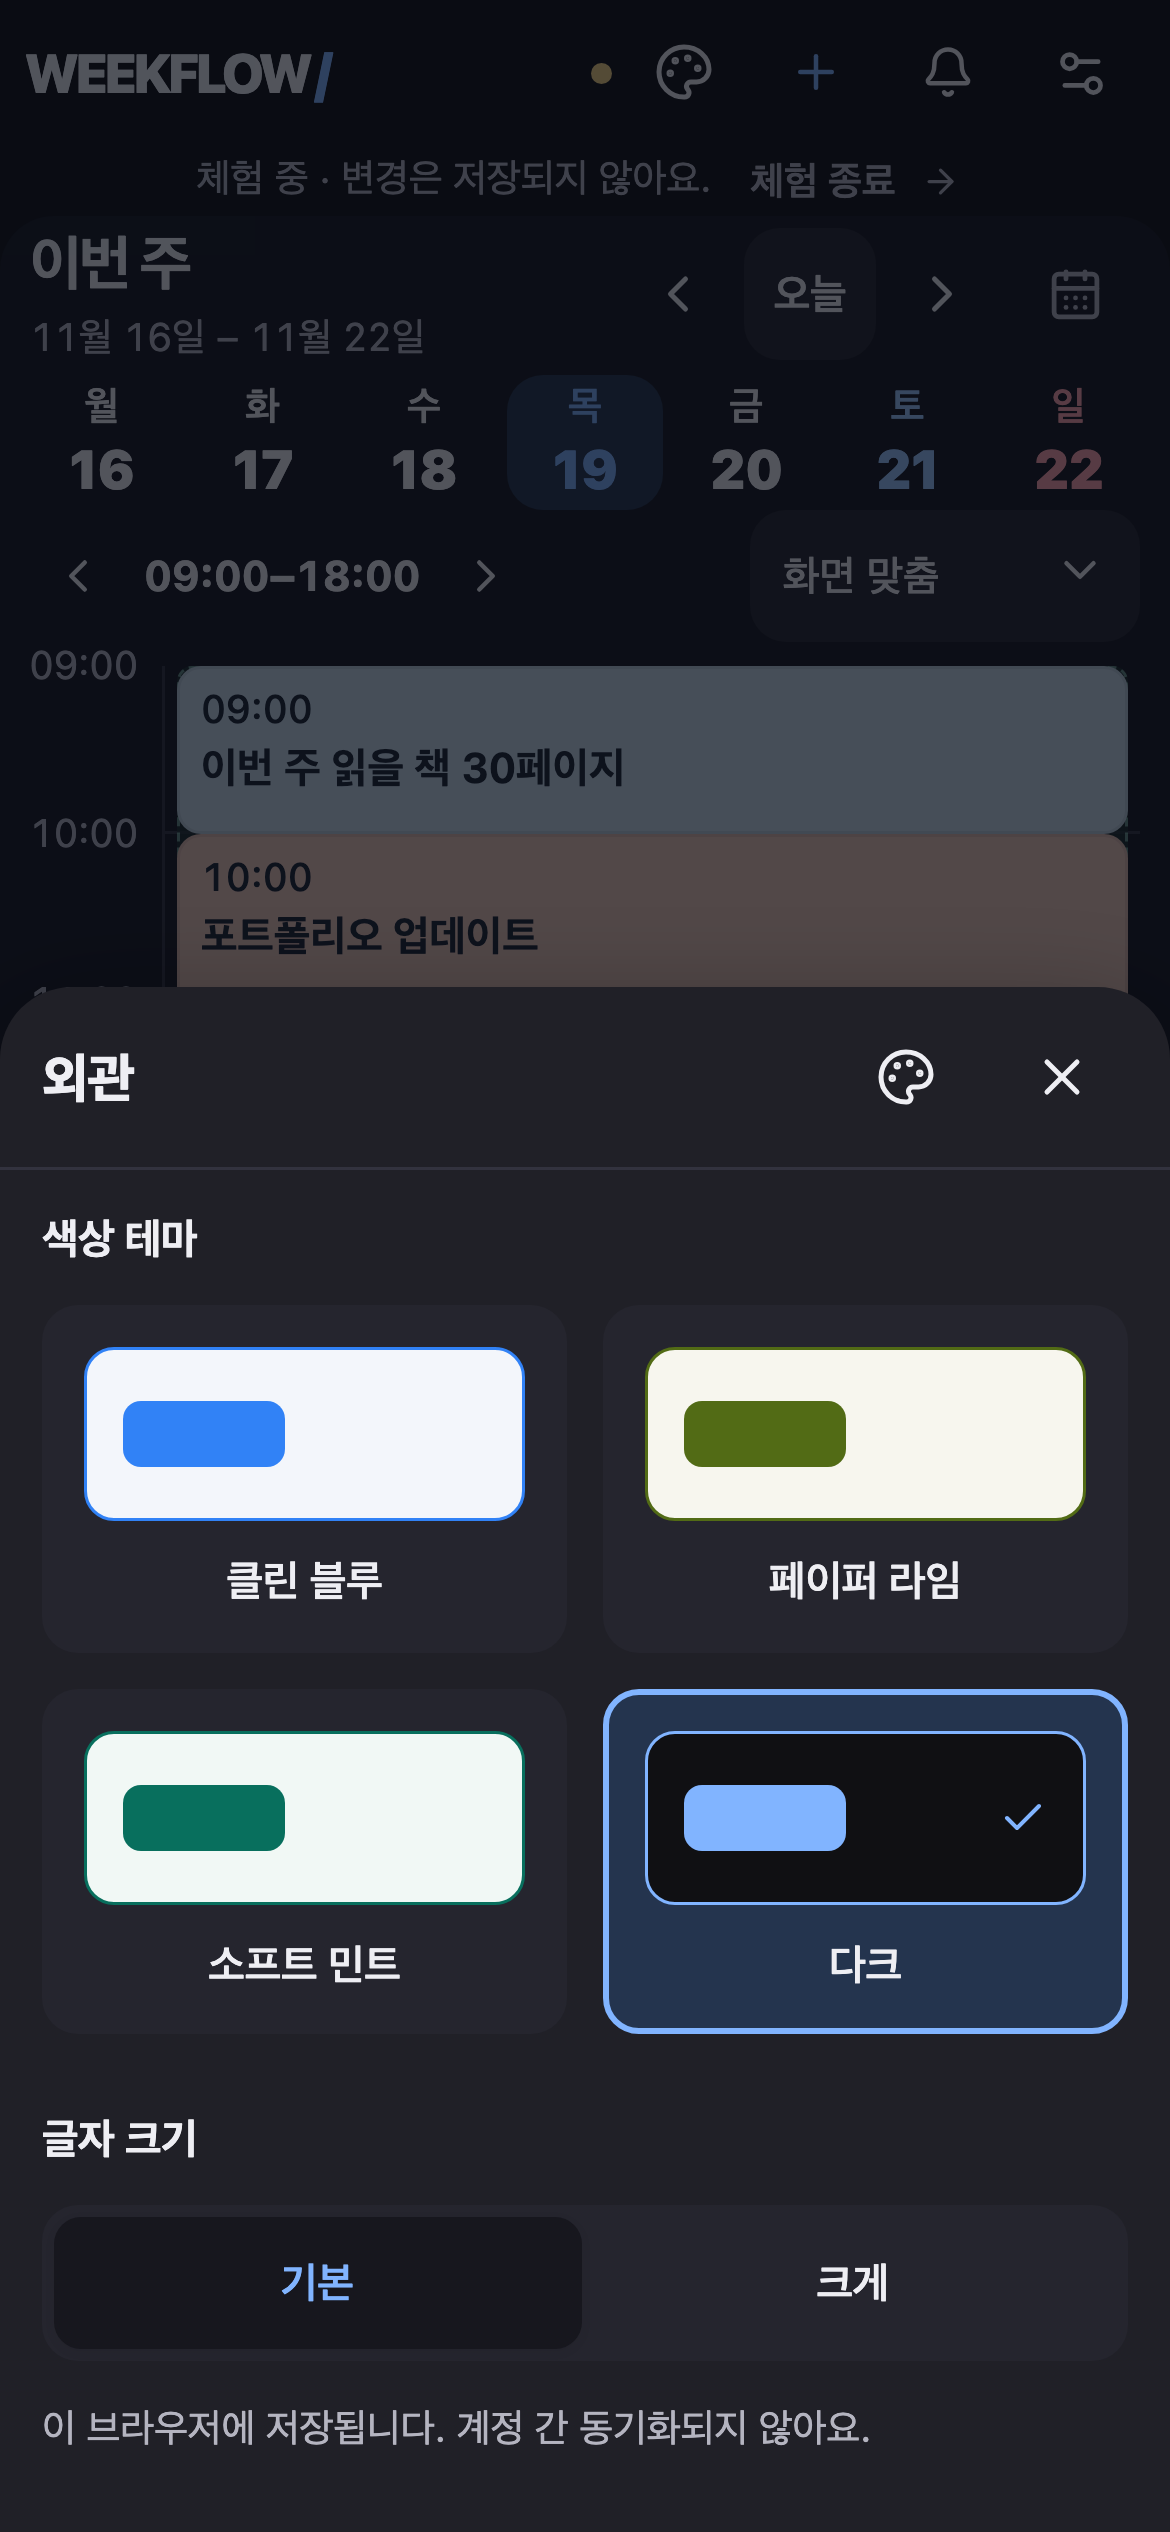 WEEKFLOW/
체험 중 · 변경은 저장되지 않아요. 체험 종료 →
이번 주
오늘
11월 16일 – 11월 22일
월 화 수 목 금 토 일
16 17 18 19 20 21 22
09:00–18:00
화면 맞춤
09:00
09:00
이번 주 읽을 책 30페이지
10:00
10:00
포트폴리오 업데이트
외관
색상 테마
클린 블루
페이퍼 라임
소프트 민트
다크
글자 크기
기본
크게
이 브라우저에 저장됩니다. 계정 간 동기화되지 않아요.